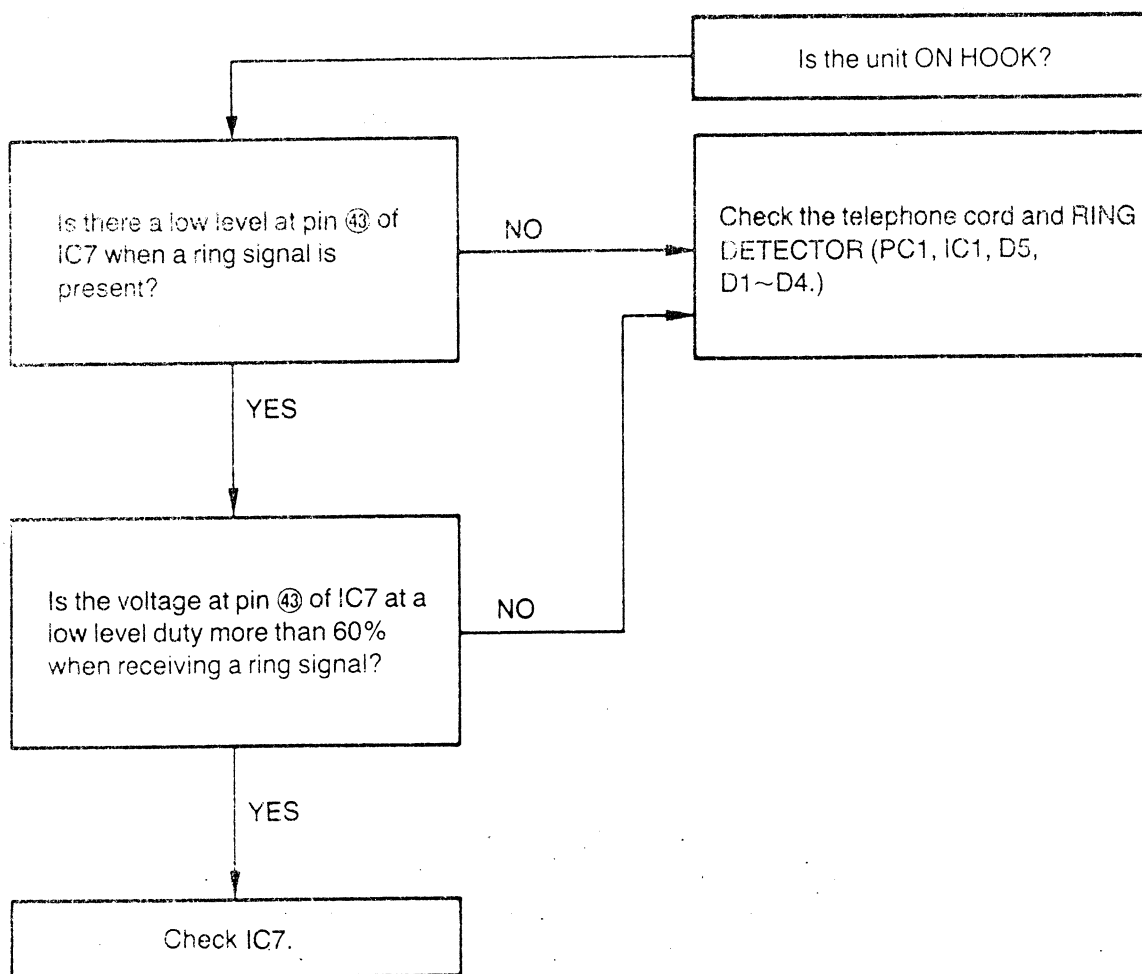 Is the unit ON HOOK?
Is there a low level at pin ㊸ of
IC7 when a ring signal is
present?
NO
Check the telephone cord and RING
DETECTOR (PC1, IC1, D5,
D1~D4.)
YES
Is the voltage at pin ㊸ of IC7 at a
low level duty more than 60%
when receiving a ring signal?
NO
YES
Check IC7.